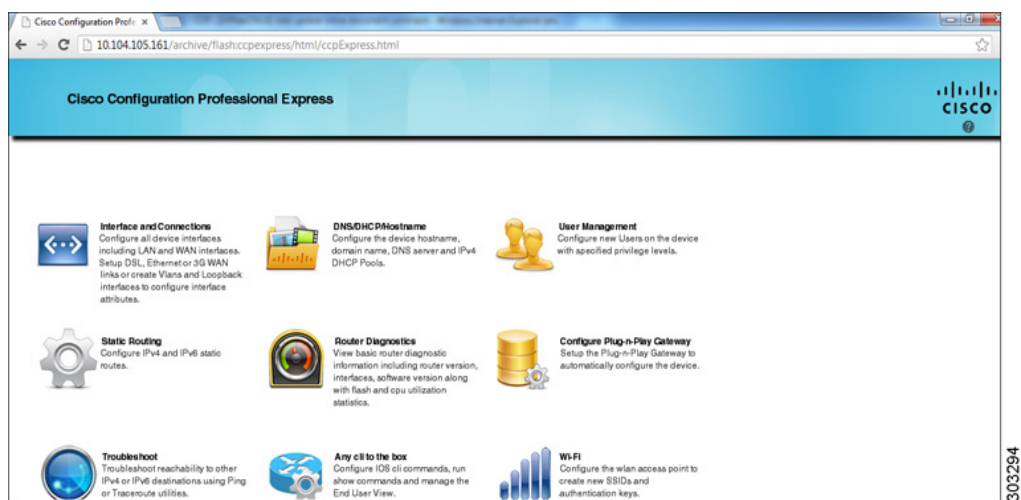 Cisco Configuration Profe
10.104.105.161/archive/flash:ccpexpress/html/ccpExpress.html
Cisco Configuration Professional Express
CISCO
?
Interface and Connections
Configure all device interfaces
including LAN and WAN interfaces.
Setup DSL, Ethernet or 3G WAN
links or create Vlans and Loopback
interfaces to configure interface
attributes.
DNS/DHCP/Hostname
Configure the device hostname,
domain name, DNS server and IPv4
DHCP Pools.
User Management
Configure new Users on the device
with specified privilege levels.
Static Routing
Configure IPv4 and IPv6 static
routes.
Router Diagnostics
View basic router diagnostic
information including router version,
interfaces, software version along
with flash and cpu utilization
statistics.
Configure Plug-n-Play Gateway
Setup the Plug-n-Play Gateway to
automatically configure the device.
Troubleshoot
Troubleshoot reachability to other
IPv4 or IPv6 destinations using Ping
or Traceroute utilities.
Any cli to the box
Configure IOS cli commands, run
show commands and manage the
End User View.
Wi-Fi
Configure the wlan access point to
create new SSIDs and
authentication keys.
203294